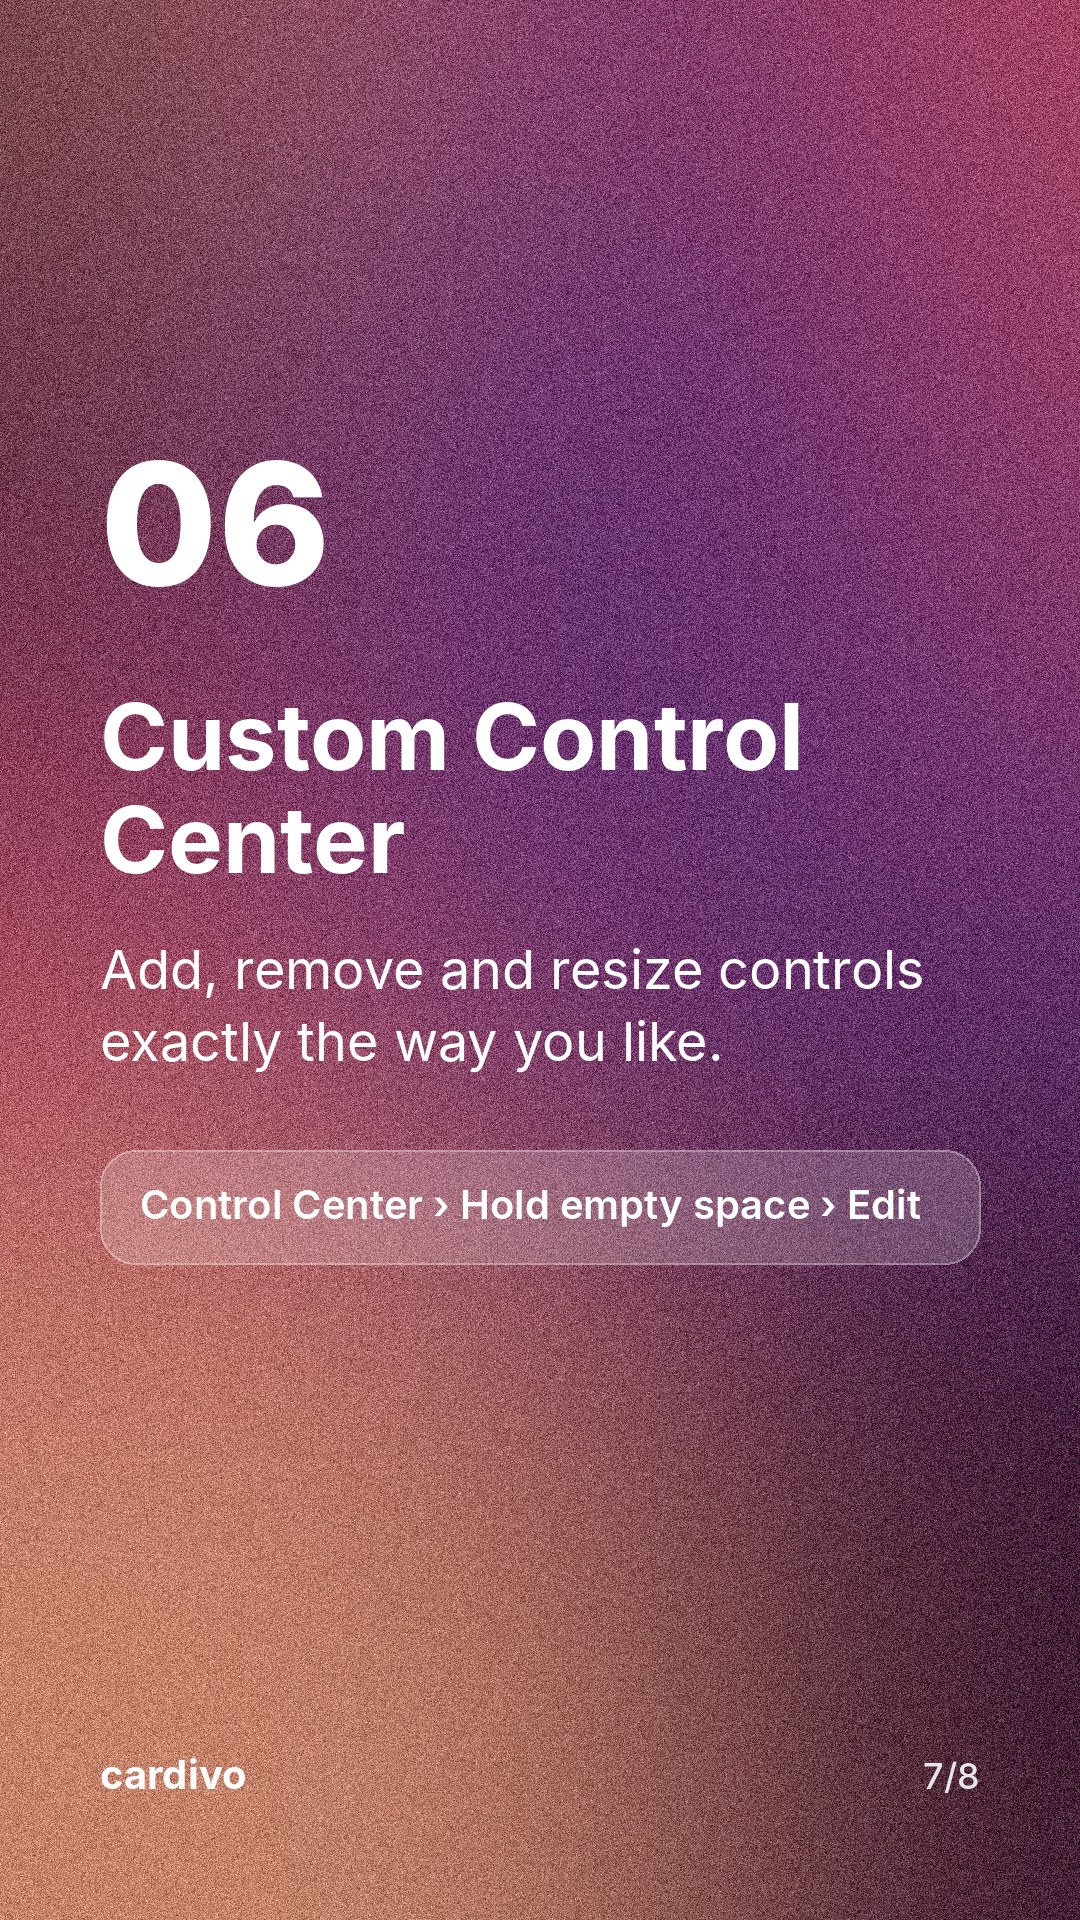 06
Custom Control
Center
Add, remove and resize controls
exactly the way you like.
Control Center › Hold empty space › Edit
cardivo
7/8